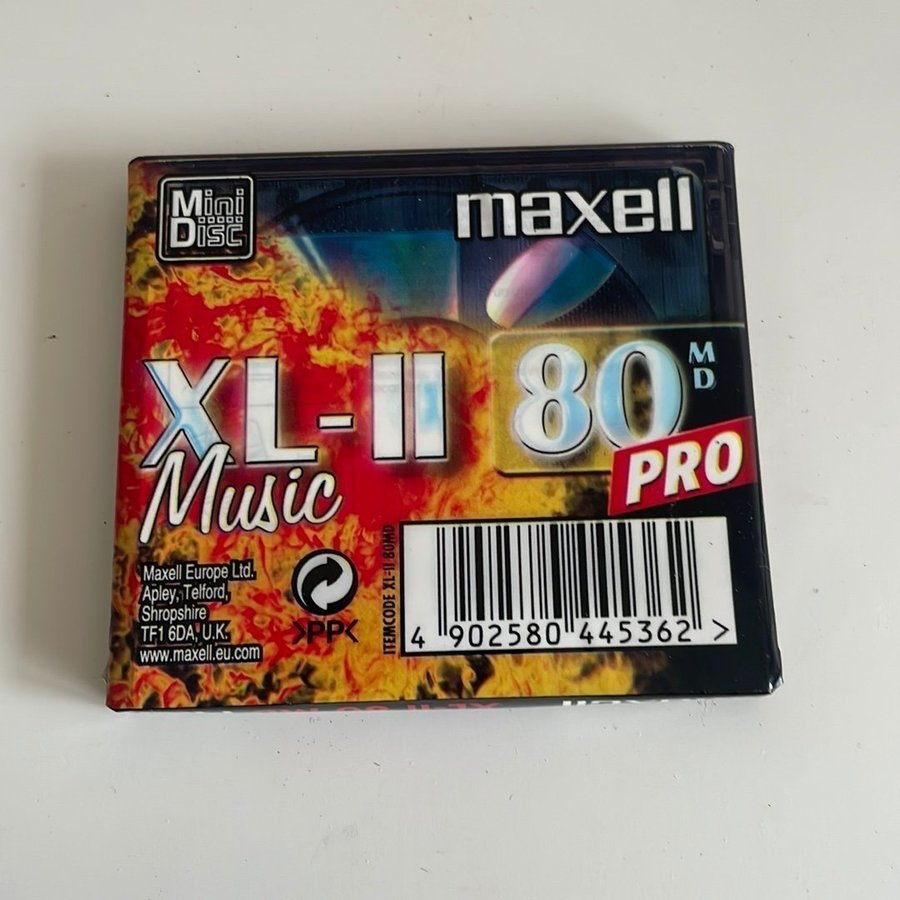 Mini
Disc
maxell
XL-II 80 MD
PRO
Music
Maxell Europe Ltd.
Apley, Telford,
Shropshire
TF1 6DA, U.K.
www.maxell.eu.com
>PP<
ITEMCODE XL-II 80MD
4 902580 445362 >